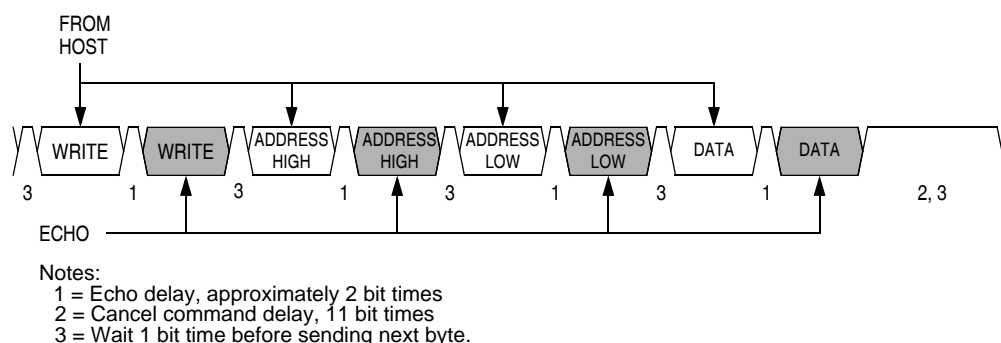 FROM
HOST
WRITE
WRITE
ADDRESS
HIGH
ADDRESS
HIGH
ADDRESS
LOW
ADDRESS
LOW
DATA
DATA
3
1
3
1
3
1
3
1
2, 3
ECHO
Notes:
1 = Echo delay, approximately 2 bit times
2 = Cancel command delay, 11 bit times
3 = Wait 1 bit time before sending next byte.